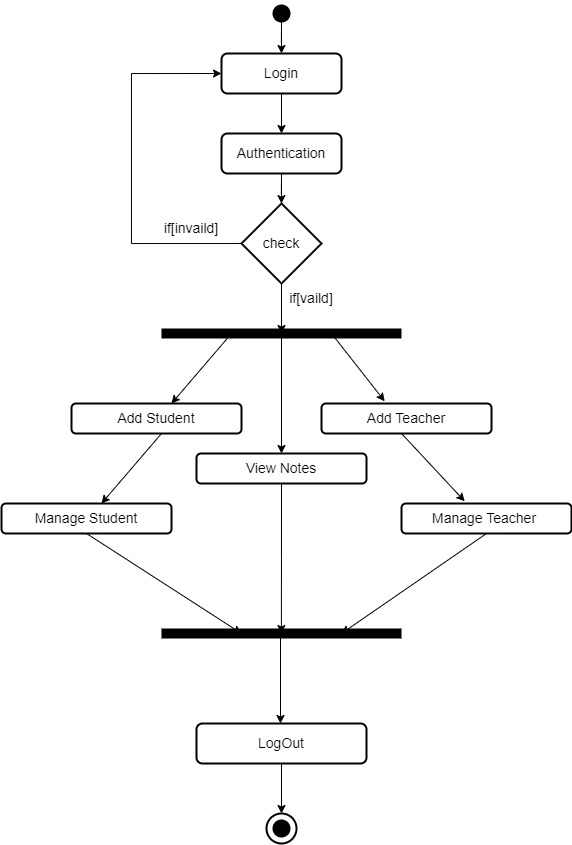 Login
Authentication
check
if[invaild]
if[vaild]
Add Student
Add Teacher
View Notes
Manage Student
Manage Teacher
LogOut